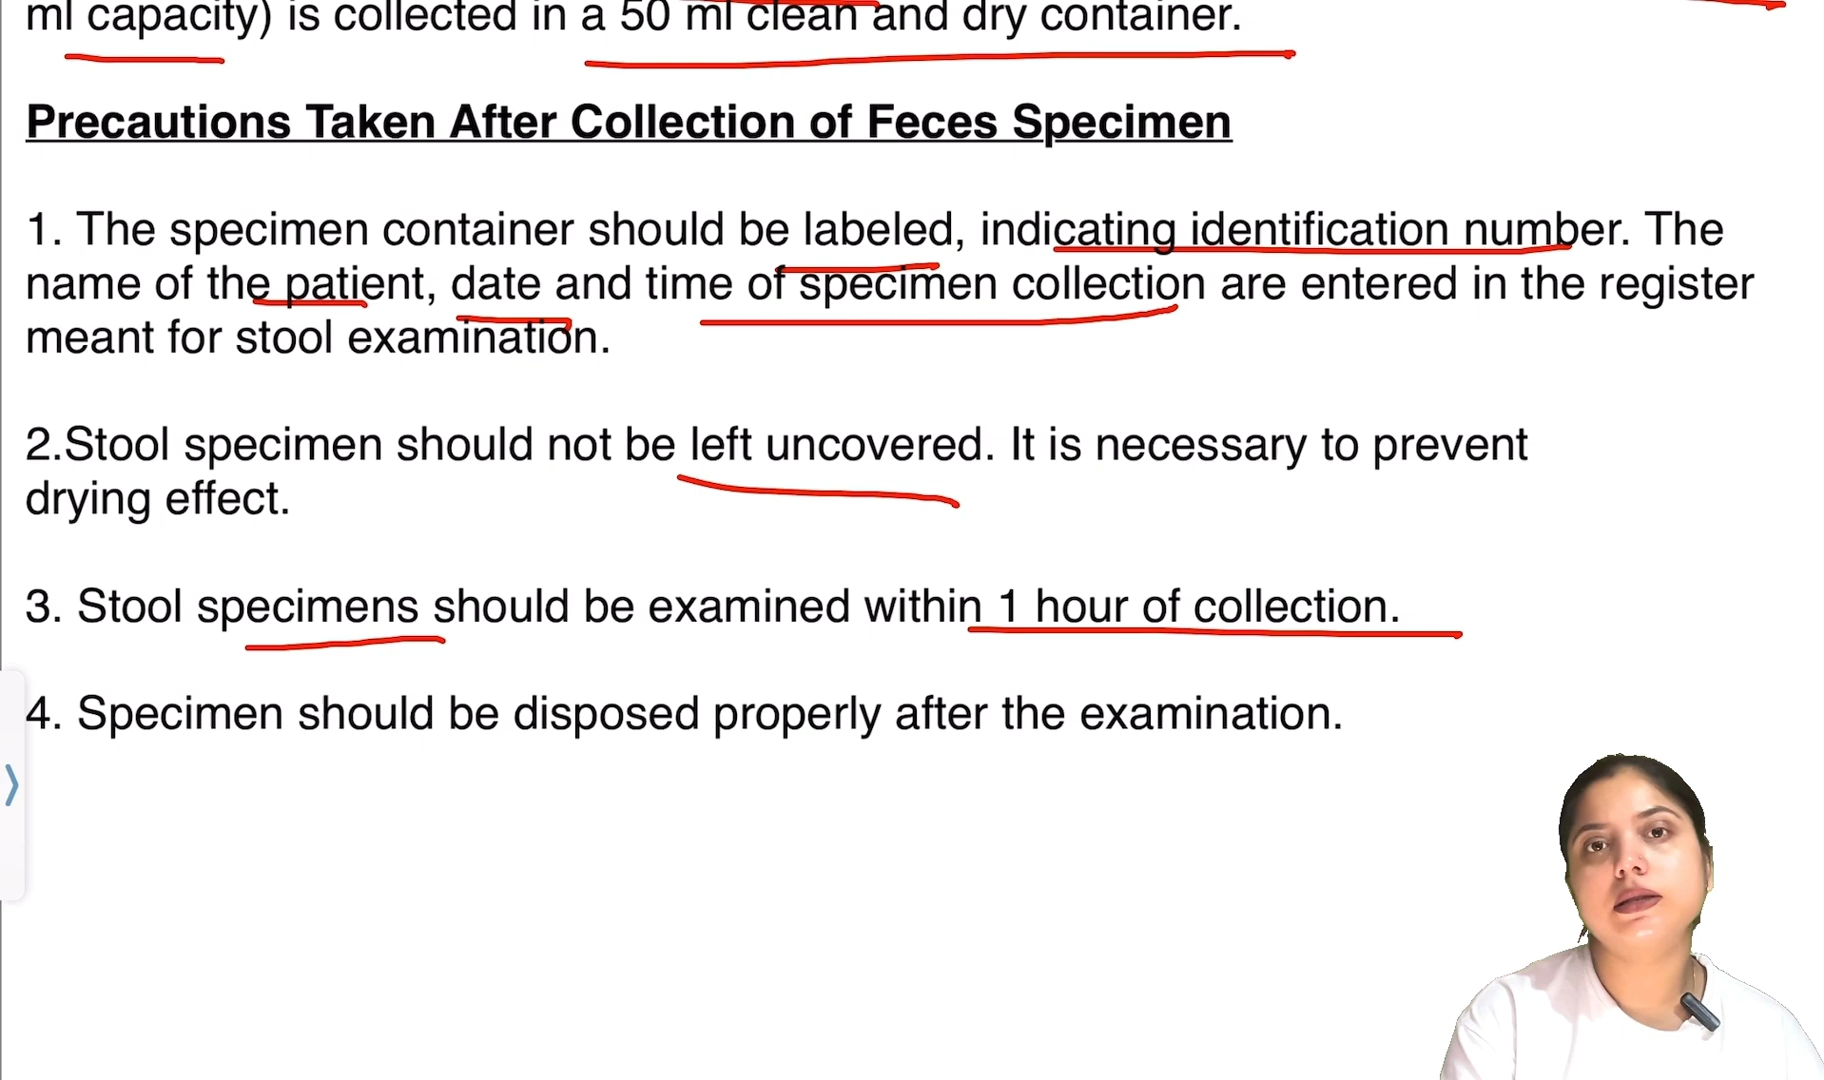 ml capacity) is collected in a 50 ml clean and dry container.
Precautions Taken After Collection of Feces Specimen
1. The specimen container should be labeled, indicating identification number. The
name of the patient, date and time of specimen collection are entered in the register
meant for stool examination.
2.Stool specimen should not be left uncovered. It is necessary to prevent
drying effect.
3. Stool specimens should be examined within 1 hour of collection.
4. Specimen should be disposed properly after the examination.